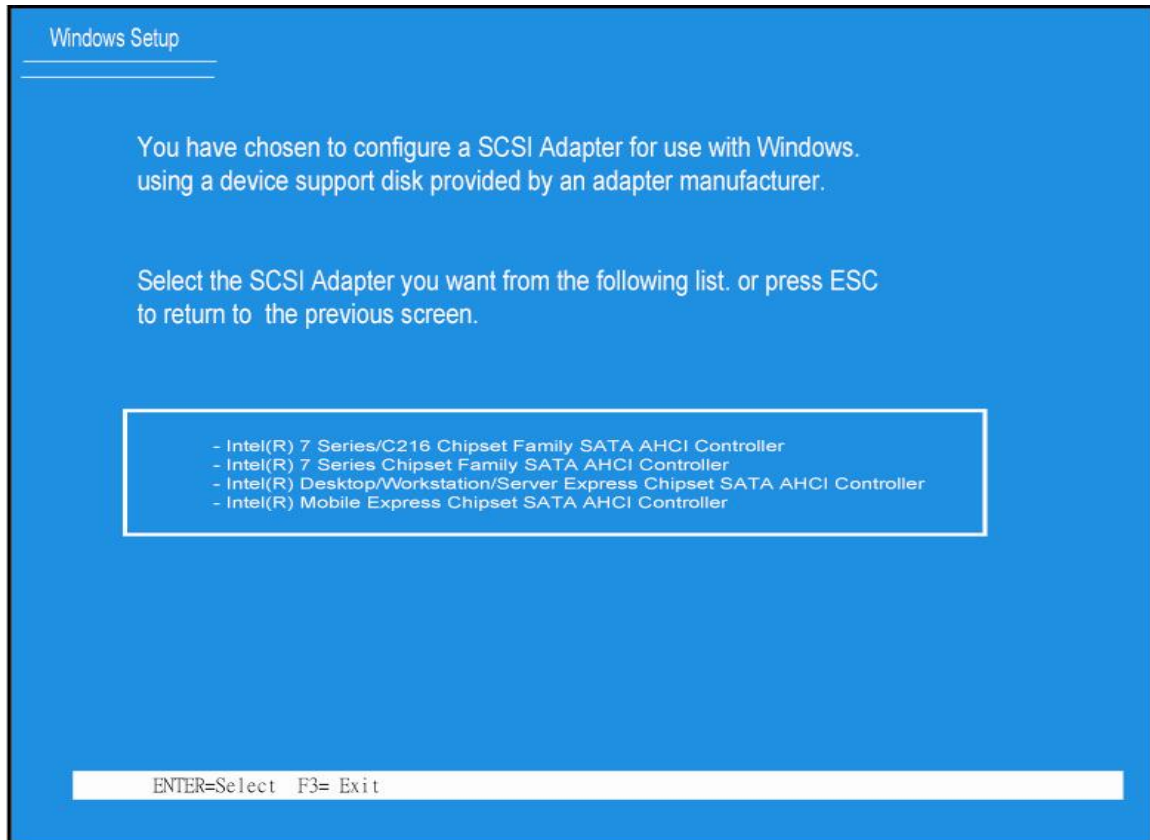 Windows Setup
You have chosen to configure a SCSI Adapter for use with Windows.
using a device support disk provided by an adapter manufacturer.
Select the SCSI Adapter you want from the following list. or press ESC
to return to the previous screen.
- Intel(R) 7 Series/C216 Chipset Family SATA AHCI Controller
- Intel(R) 7 Series Chipset Family SATA AHCI Controller
- Intel(R) Desktop/Workstation/Server Express Chipset SATA AHCI Controller
- Intel(R) Mobile Express Chipset SATA AHCI Controller
ENTER=Select F3= Exit